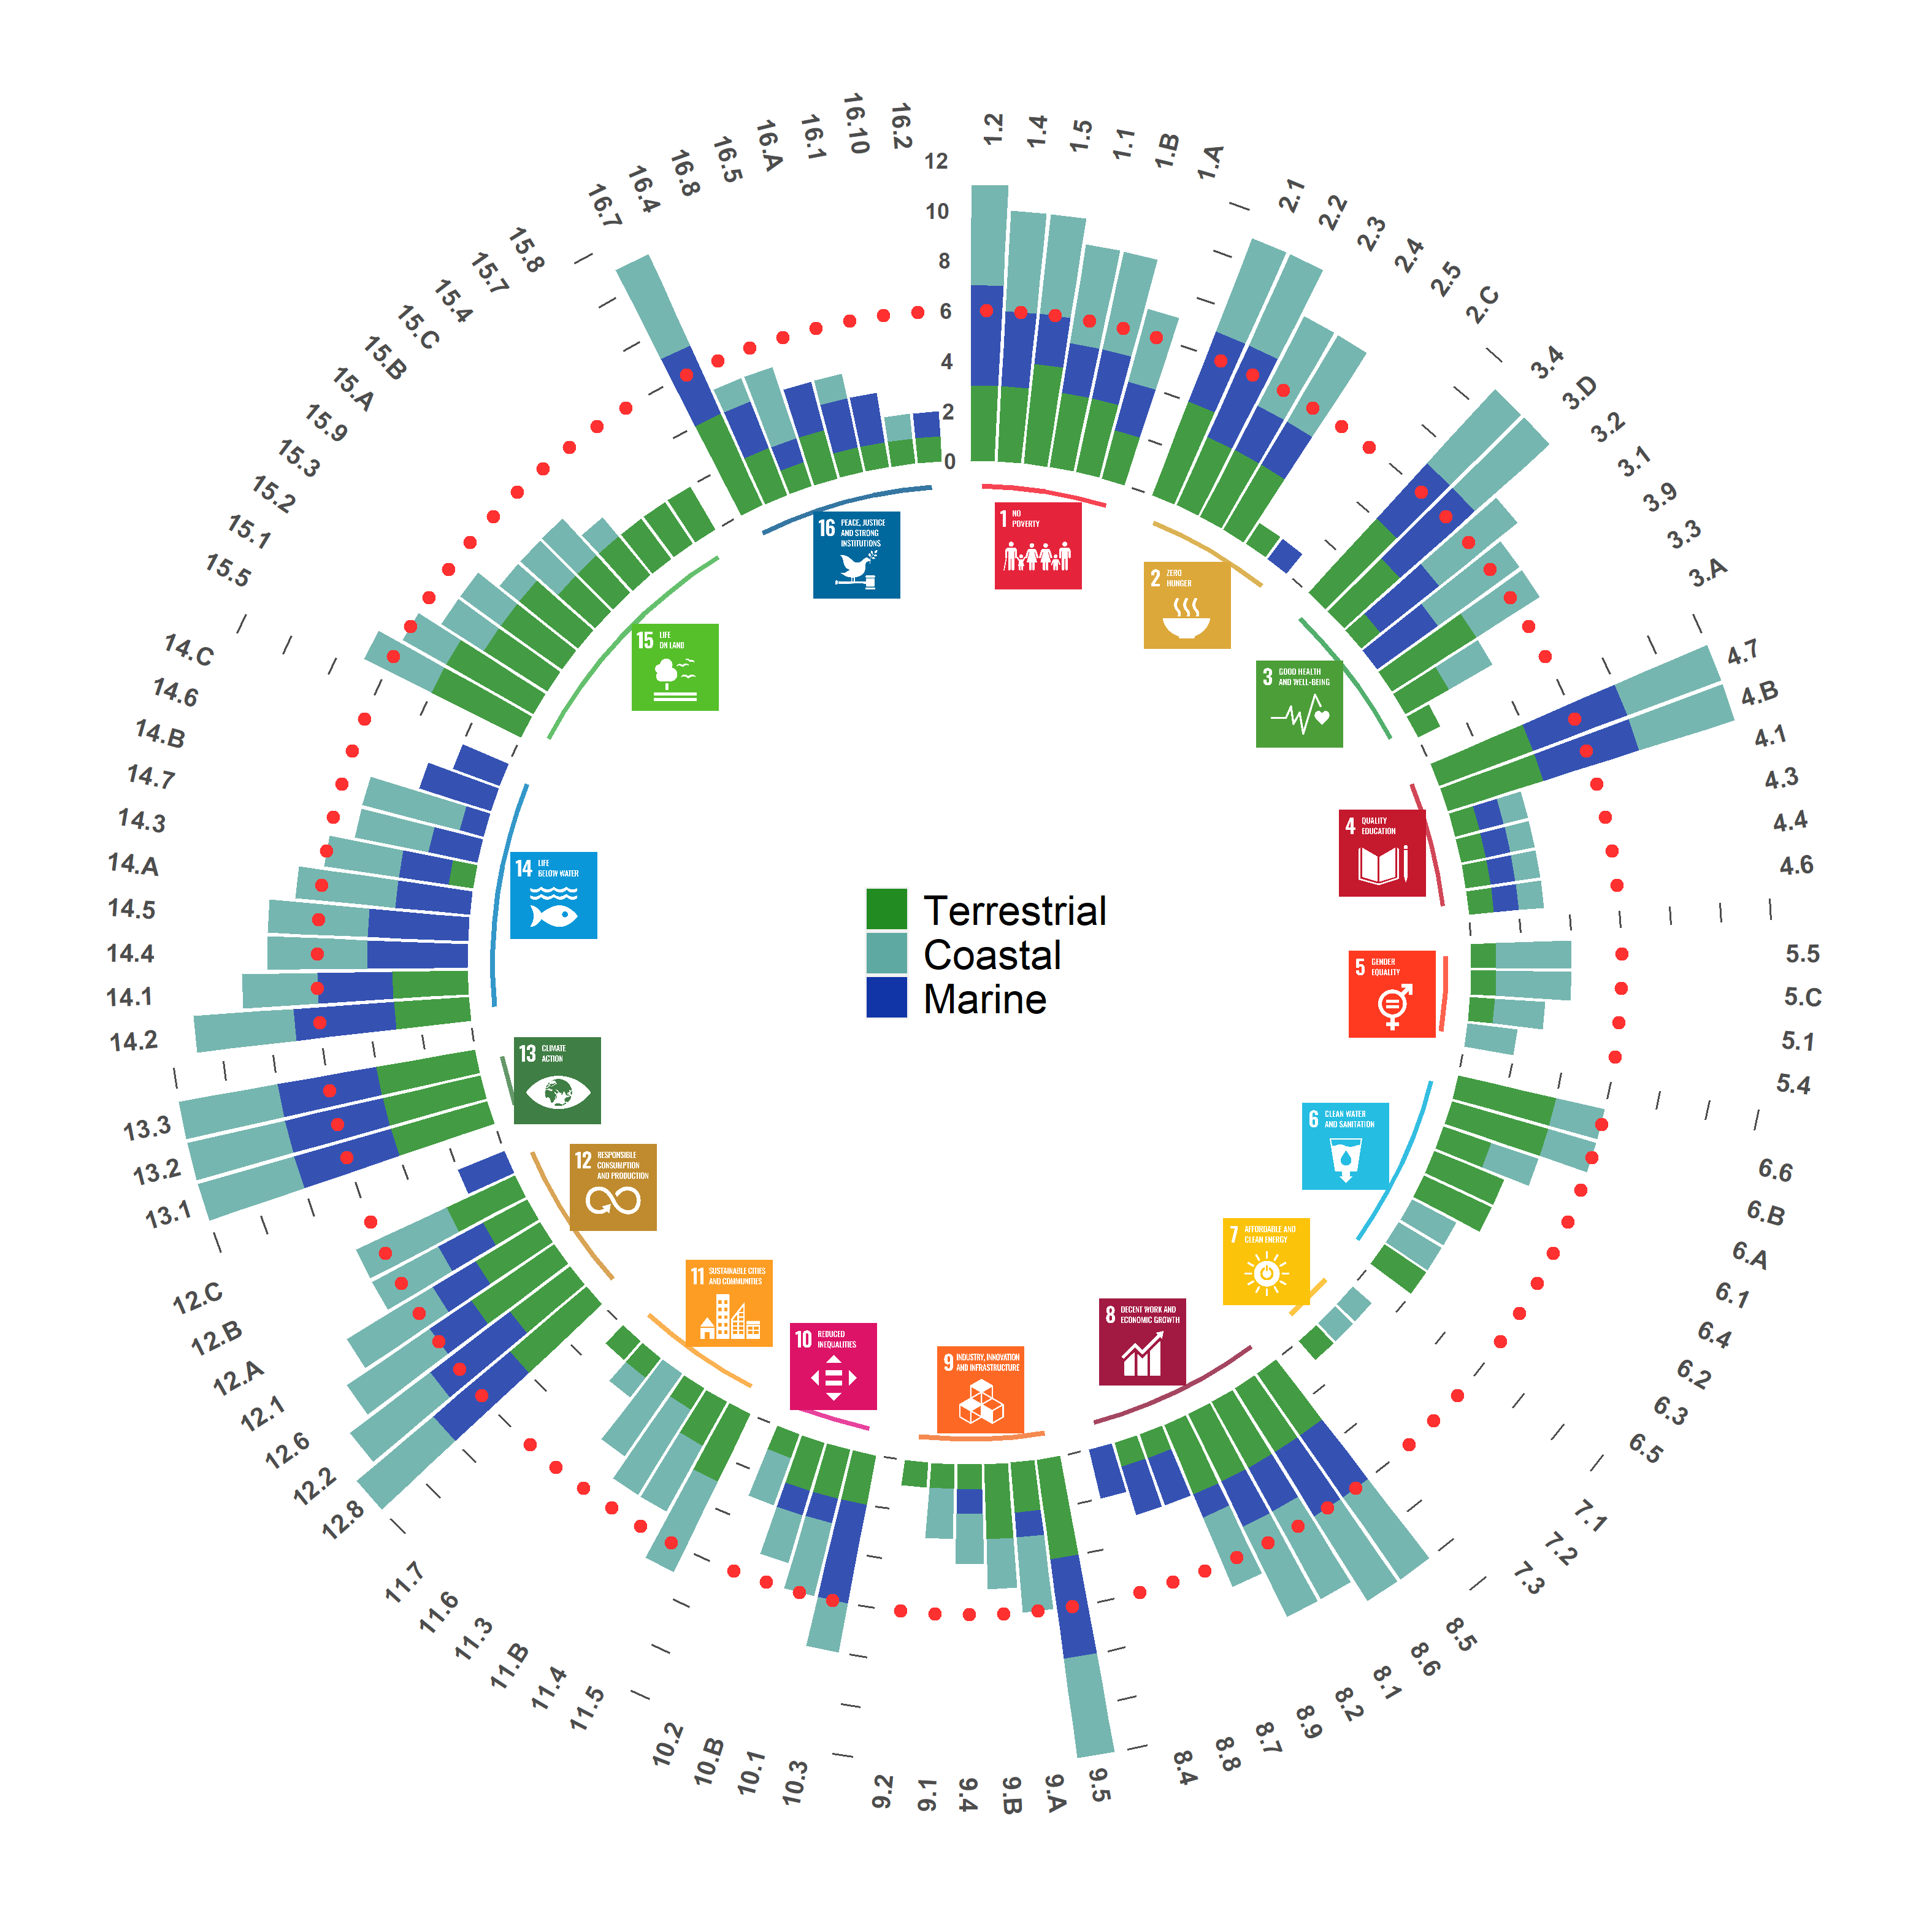 1.2
1.4
1.5
1.1
1.B
1.A
2.1
2.2
2.3
2.4
2.5
2.C
3.4
3.D
3.2
3.1
3.9
3.3
3.A
4.7
4.B
4.1
4.3
4.4
4.6
5.5
5.C
5.1
5.4
6.6
6.B
6.A
6.1
6.4
6.2
6.3
6.5
7.1
7.2
7.3
8.5
8.6
8.1
8.2
8.9
8.7
8.8
8.4
9.5
9.A
9.B
9.4
9.1
9.2
10.3
10.1
10.B
10.2
11.5
11.4
11.B
11.3
11.6
11.7
12.8
12.2
12.6
12.1
12.A
12.B
12.C
13.1
13.2
13.3
14.2
14.1
14.4
14.5
14.A
14.3
14.7
14.B
14.6
14.C
15.5
15.1
15.2
15.3
15.9
15.A
15.B
15.C
15.4
15.7
15.8
16.7
16.4
16.8
16.5
16.A
16.1
16.10
16.2
12
10
8
6
4
2
0
1 NO
POVERTY
2 ZERO
HUNGER
3 GOOD HEALTH
AND WELL-BEING
4 QUALITY
EDUCATION
5 GENDER
EQUALITY
6 CLEAN WATER
AND SANITATION
7 AFFORDABLE AND
CLEAN ENERGY
8 DECENT WORK AND
ECONOMIC GROWTH
9 INDUSTRY, INNOVATION
AND INFRASTRUCTURE
10 REDUCED
INEQUALITIES
11 SUSTAINABLE CITIES
AND COMMUNITIES
12 RESPONSIBLE
CONSUMPTION
AND PRODUCTION
13 CLIMATE
ACTION
14 LIFE
BELOW WATER
15 LIFE
ON LAND
16 PEACE, JUSTICE
AND STRONG
INSTITUTIONS
Terrestrial
Coastal
Marine